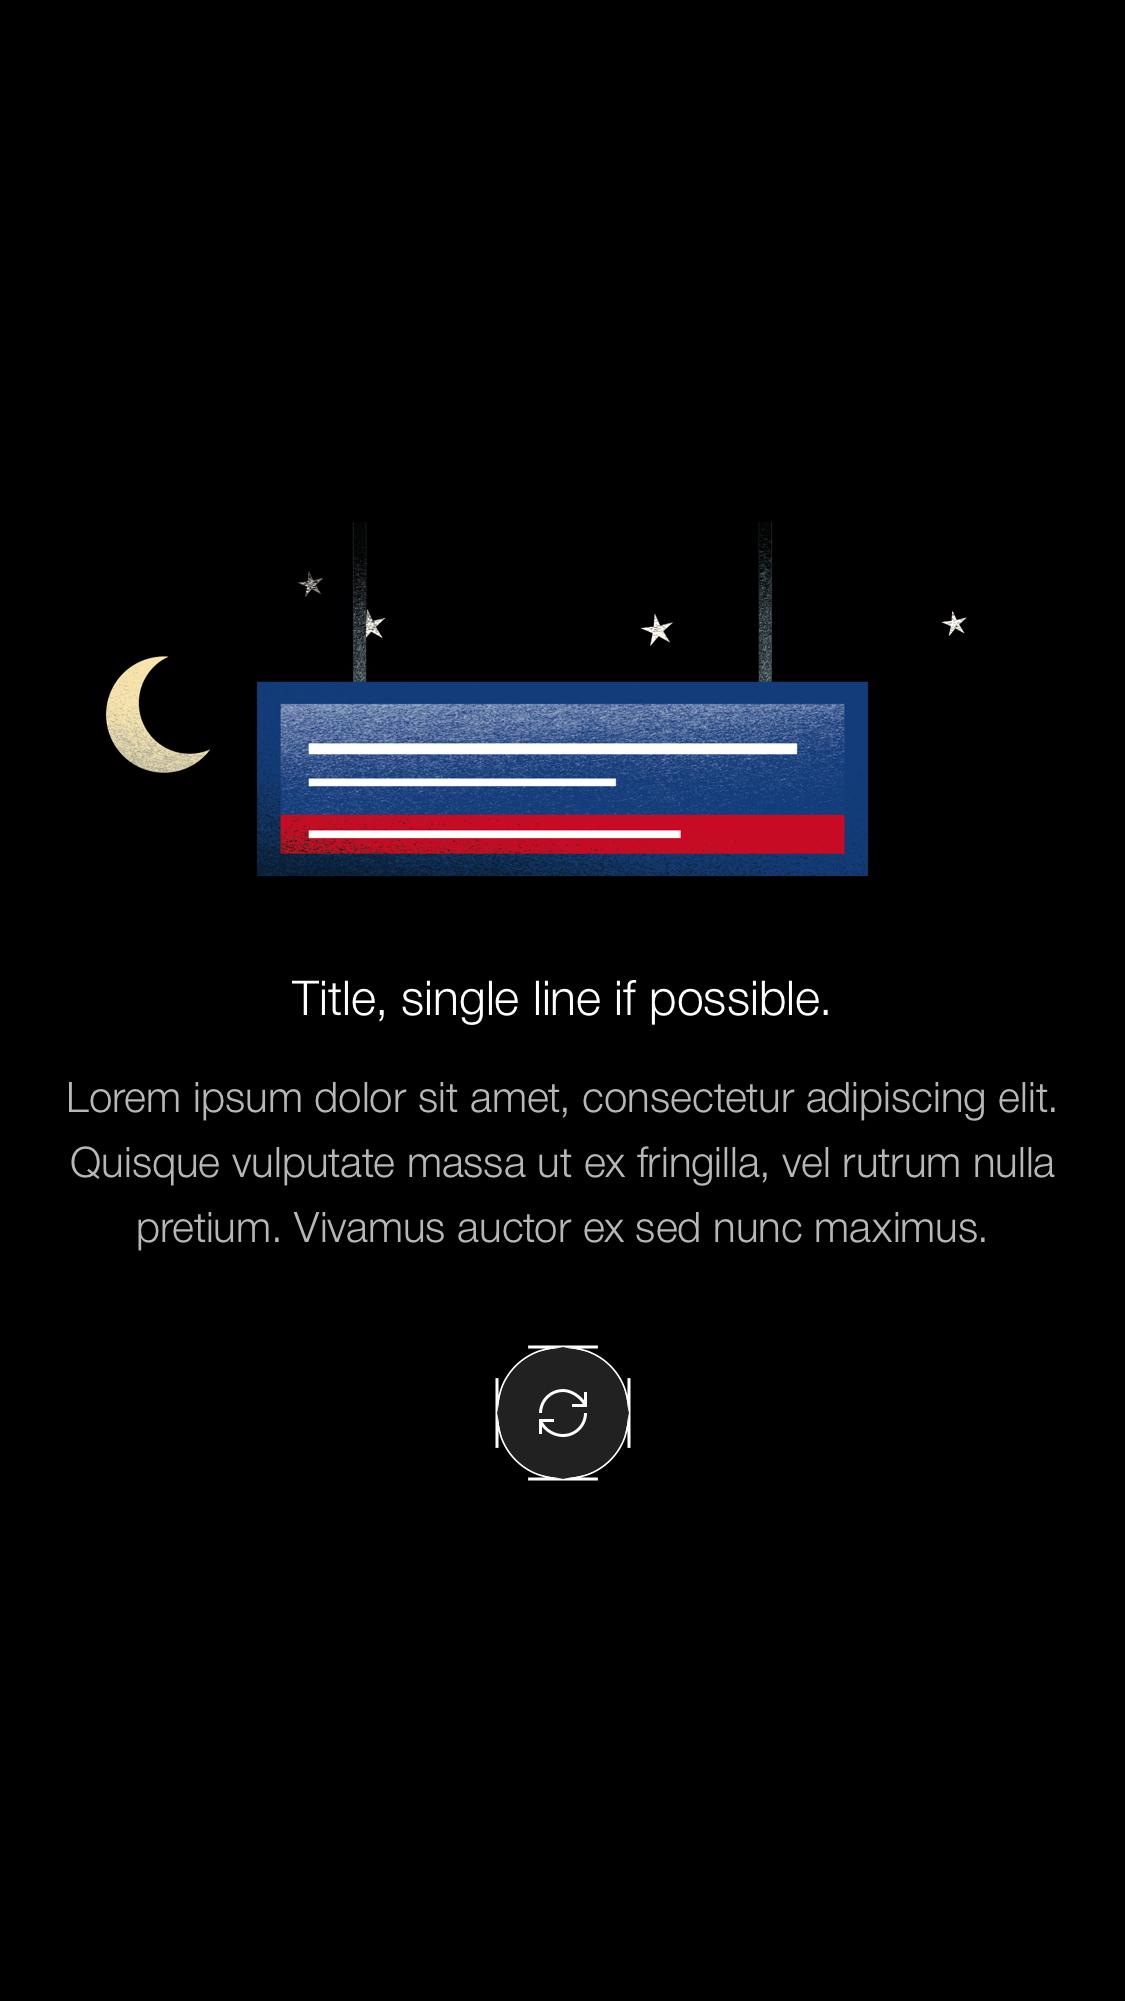 Title, single line if possible.
Lorem ipsum dolor sit amet, consectetur adipiscing elit.
Quisque vulputate massa ut ex fringilla, vel rutrum nulla
pretium. Vivamus auctor ex sed nunc maximus.